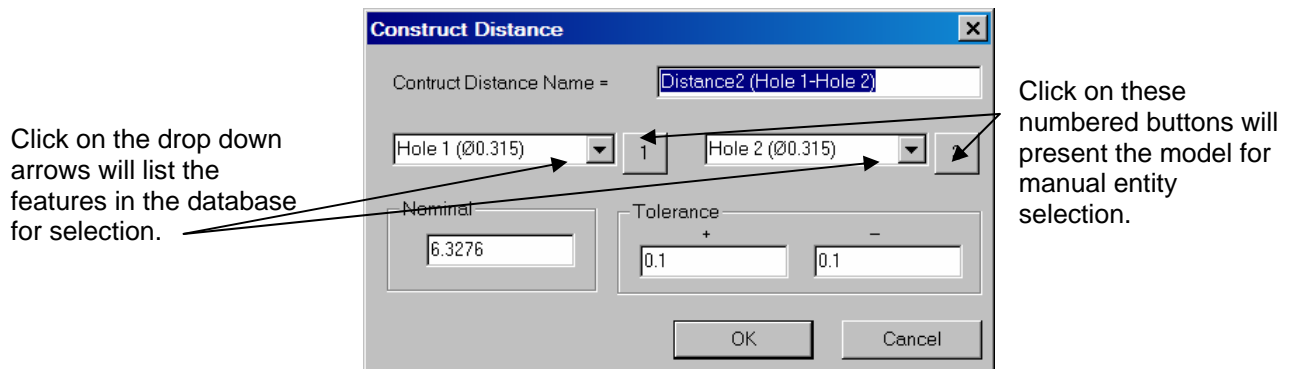 Construct Distance
Contruct Distance Name =
Distance2 (Hole 1-Hole 2)
Click on the drop down
arrows will list the
features in the database
for selection.
Hole 1 (Ø0.315)
1
Hole 2 (Ø0.315)
Click on these
numbered buttons will
present the model for
manual entity
selection.
Nominal
6.3276
Tolerance
+
–
0.1
0.1
OK
Cancel